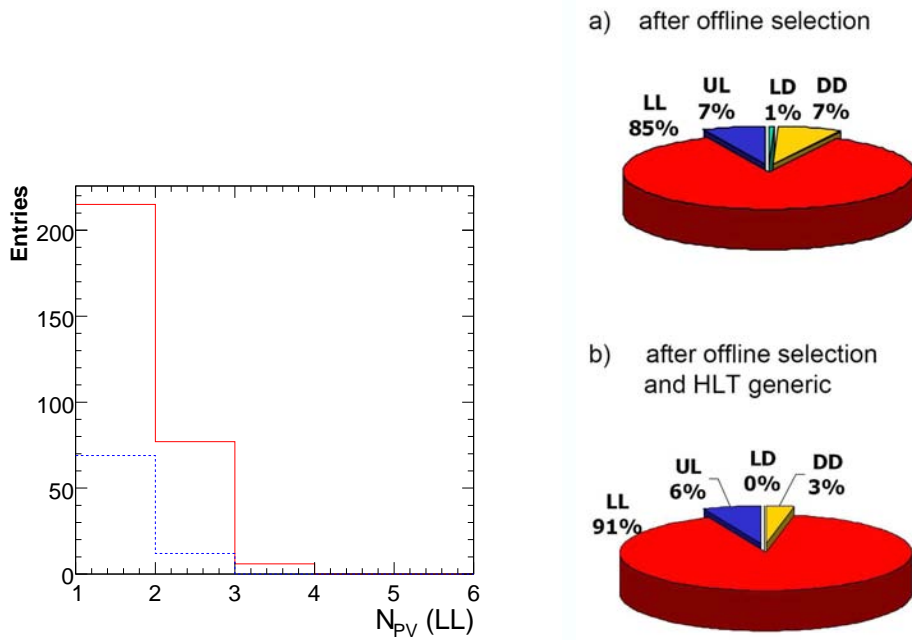 Entries
200
150
100
50
0
1 2 3 4 5 6
N_PV (LL)
a) after offline selection
LL
85%
UL
7%
LD
1%
DD
7%
b) after offline selection
and HLT generic
LL
91%
UL
6%
LD
0%
DD
3%